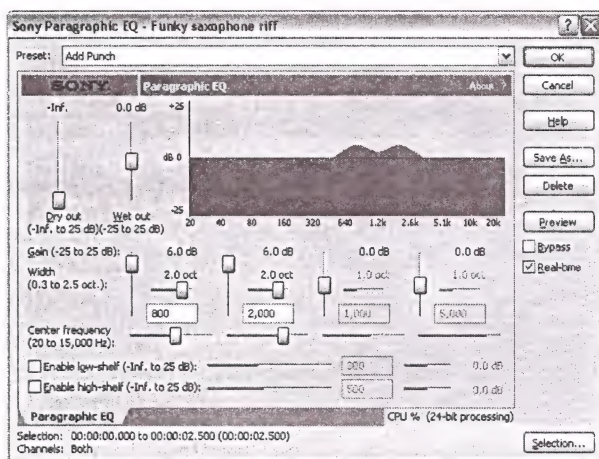 Sony Paragraphic EQ - Funky saxophone riff
Preset: Add Punch
OK
Cancel
Help
Save As...
Delete
Preview
Bypass
Real-time
SONY Paragraphic EQ About ?
-Inf. 0.0 dB
+25
dB 0
-25
20 40 80 160 320 640 1.2k 2.6k 5.1k 10k 20k
Dry out Wet out
(-Inf. to 25 dB)(-25 to 25 dB)
Gain (-25 to 25 dB): 6.0 dB 6.0 dB 0.0 dB 0.0 dB
Width
(0.3 to 2.5 oct.): 2.0 oct 2.0 oct 1.0 oct 1.0 oct
800 2,000 1,000 5,000
Center frequency
(20 to 15,000 Hz):
Enable low-shelf (-Inf. to 25 dB): 0.0 dB
Enable high-shelf (-Inf. to 25 dB): 500 0.0 dB
Paragraphic EQ CPU % (24-bit processing)
Selection: 00:00:00.000 to 00:00:02.500 (00:00:02.500)
Channels: Both
Selection...